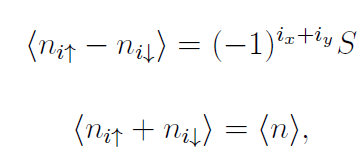 ⟨n_{i↑} − n_{i↓}⟩ = (−1)^{i_x+i_y} S
⟨n_{i↑} + n_{i↓}⟩ = ⟨n⟩,